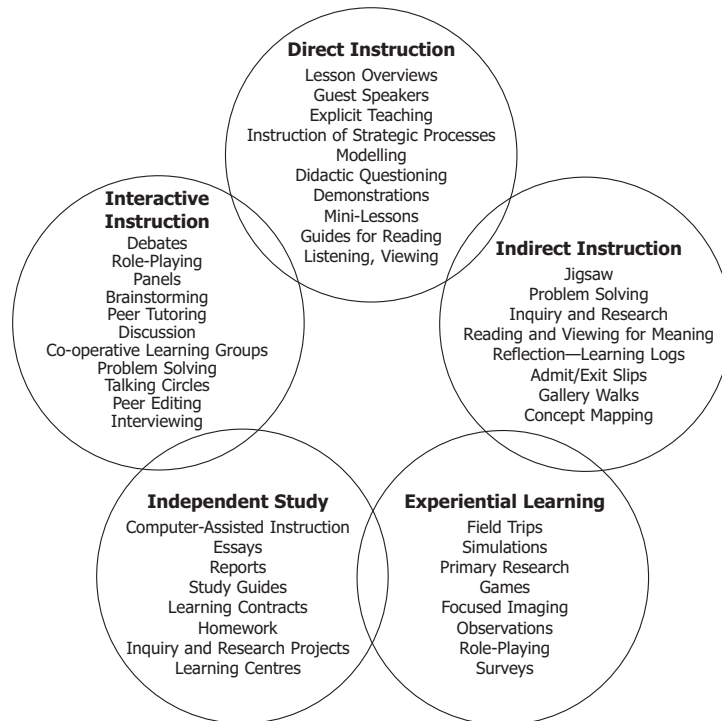 Direct Instruction
Lesson Overviews
Guest Speakers
Explicit Teaching
Instruction of Strategic Processes
Modelling
Didactic Questioning
Demonstrations
Mini-Lessons
Guides for Reading
Listening, Viewing
Interactive
Instruction
Debates
Role-Playing
Panels
Brainstorming
Peer Tutoring
Discussion
Co-operative Learning Groups
Problem Solving
Talking Circles
Peer Editing
Interviewing
Indirect Instruction
Jigsaw
Problem Solving
Inquiry and Research
Reading and Viewing for Meaning
Reflection—Learning Logs
Admit/Exit Slips
Gallery Walks
Concept Mapping
Independent Study
Computer-Assisted Instruction
Essays
Reports
Study Guides
Learning Contracts
Homework
Inquiry and Research Projects
Learning Centres
Experiential Learning
Field Trips
Simulations
Primary Research
Games
Focused Imaging
Observations
Role-Playing
Surveys